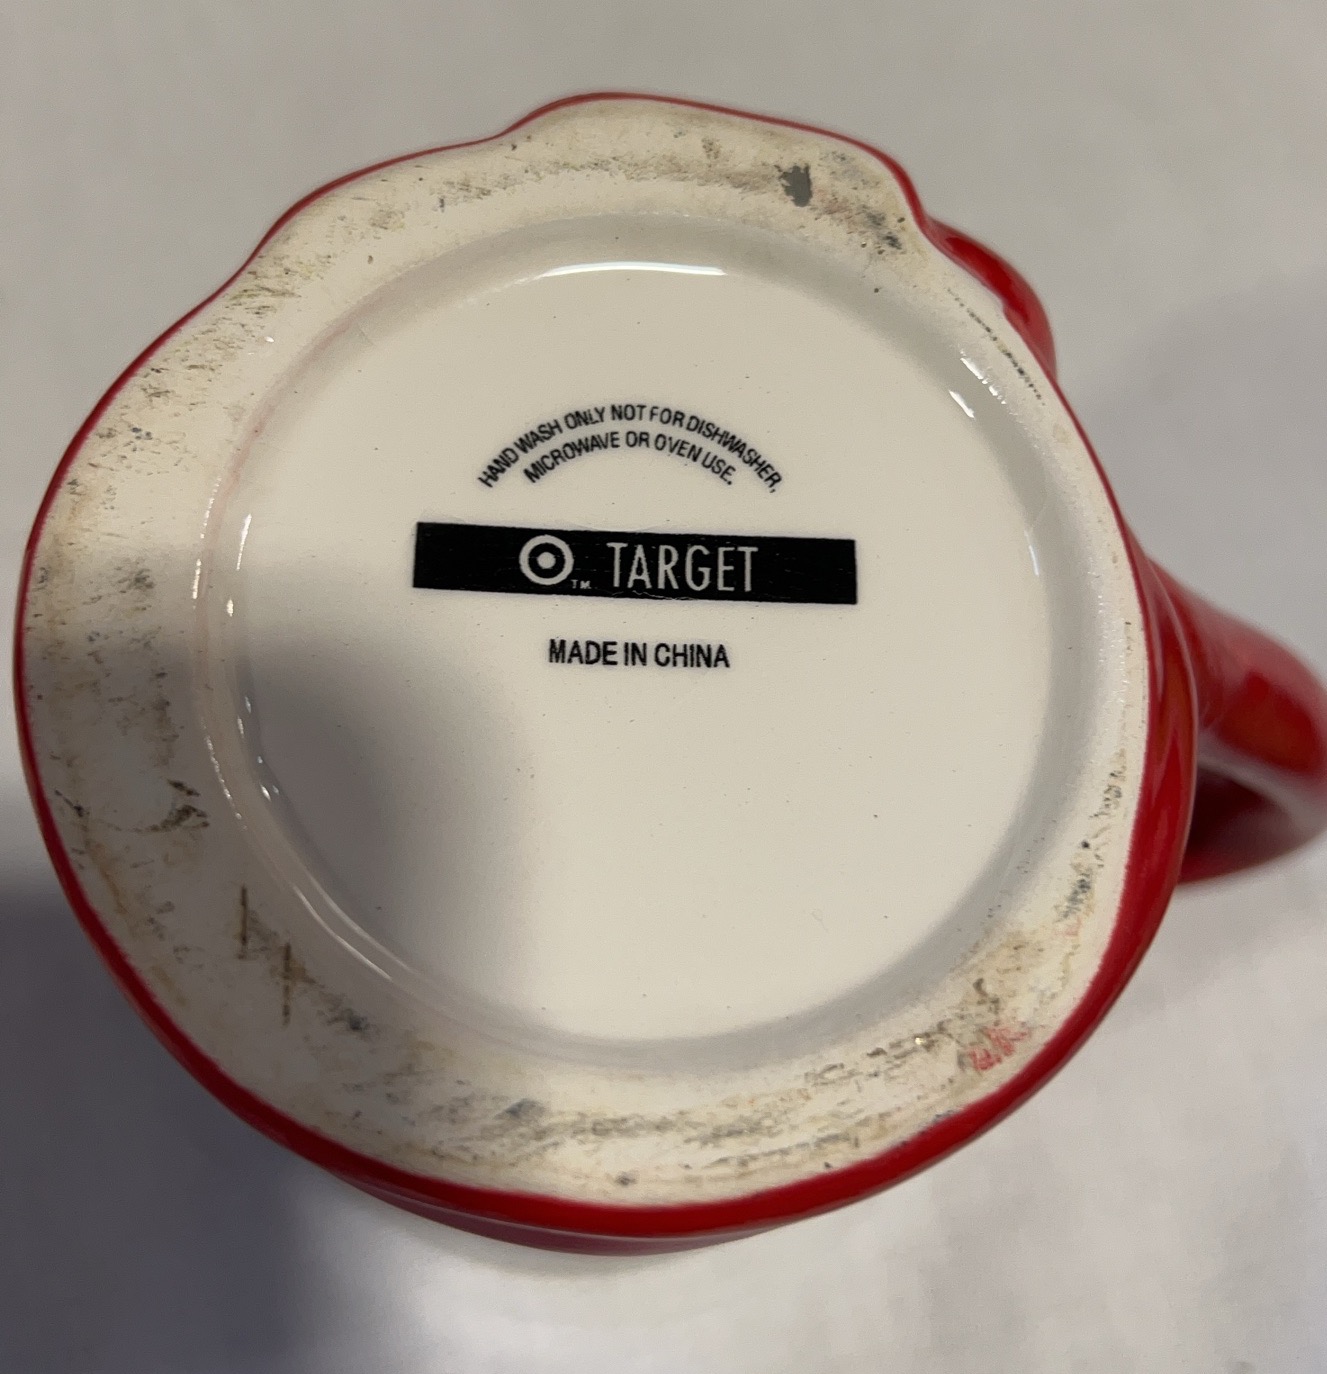 HAND WASH ONLY NOT FOR DISHWASHER,
MICROWAVE OR OVEN USE.
TM TARGET
MADE IN CHINA